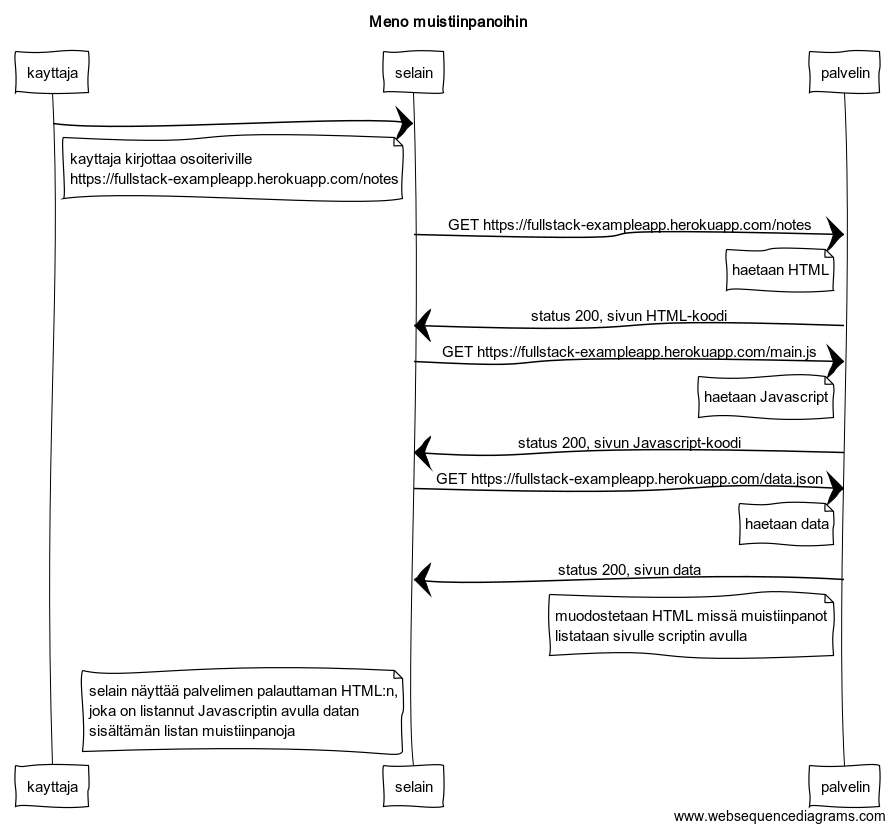 Meno muistiinpanoihin
kayttaja
selain
palvelin
kayttaja kirjottaa osoiteriville
https://fullstack-exampleapp.herokuapp.com/notes
GET https://fullstack-exampleapp.herokuapp.com/notes
haetaan HTML
status 200, sivun HTML-koodi
GET https://fullstack-exampleapp.herokuapp.com/main.js
haetaan Javascript
status 200, sivun Javascript-koodi
GET https://fullstack-exampleapp.herokuapp.com/data.json
haetaan data
status 200, sivun data
muodostetaan HTML missä muistiinpanot
listataan sivulle scriptin avulla
selain näyttää palvelimen palauttaman HTML:n,
joka on listannut Javascriptin avulla datan
sisältämän listan muistiinpanoja
kayttaja
selain
palvelin
www.websequencediagrams.com